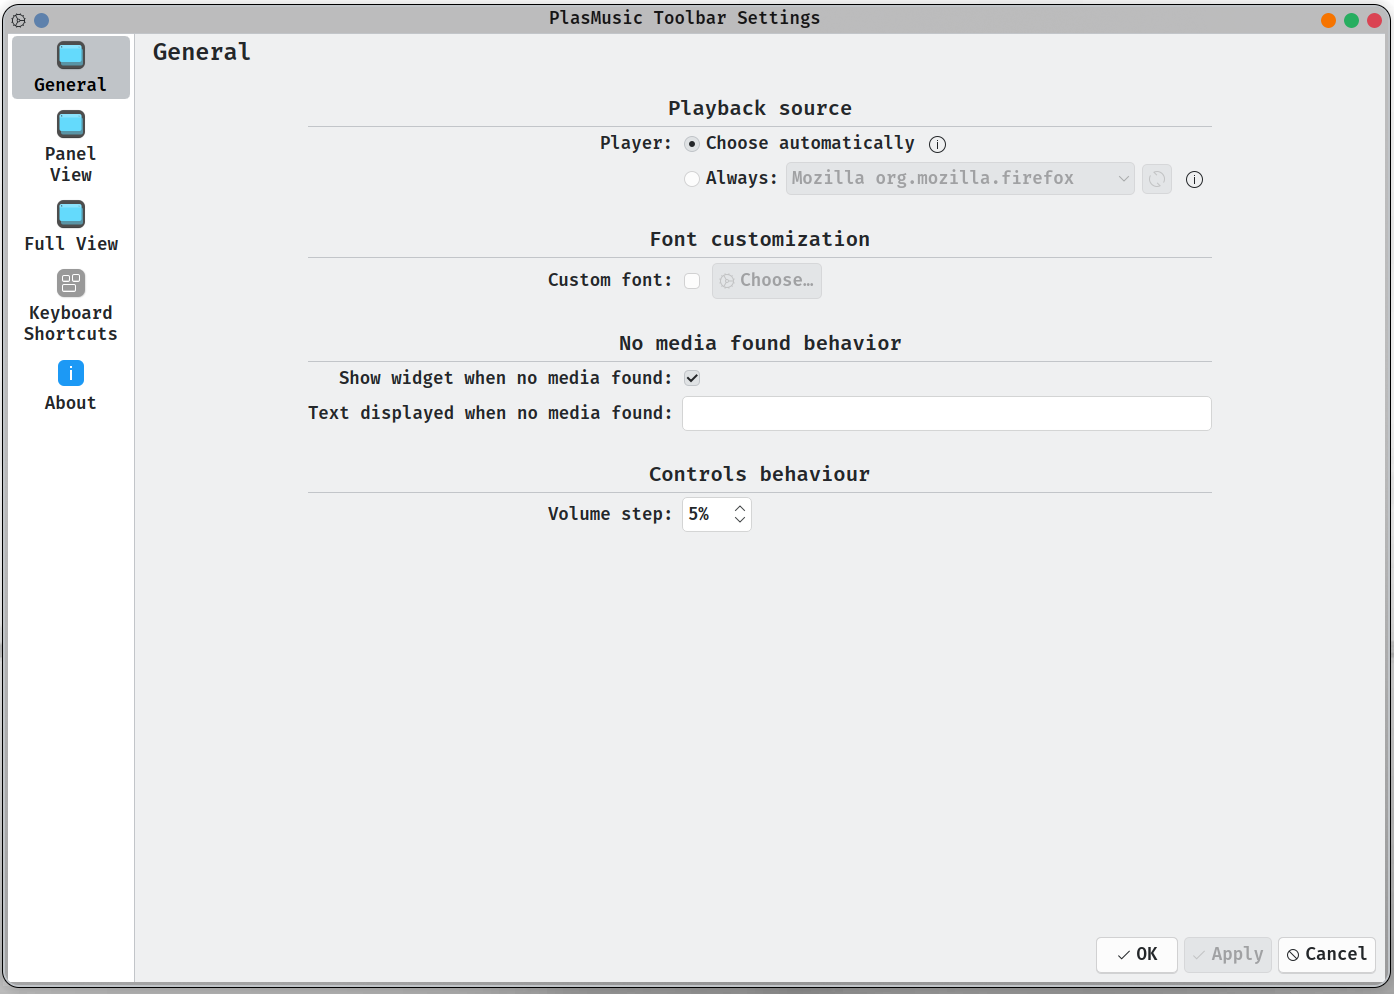 PlasMusic Toolbar Settings
General
Panel
View
Full View
Keyboard
Shortcuts
About
General
Playback source
Player: Choose automatically
Always: Mozilla org.mozilla.firefox
Font customization
Custom font: Choose…
No media found behavior
Show widget when no media found:
Text displayed when no media found:
Controls behaviour
Volume step: 5%
OK Apply Cancel